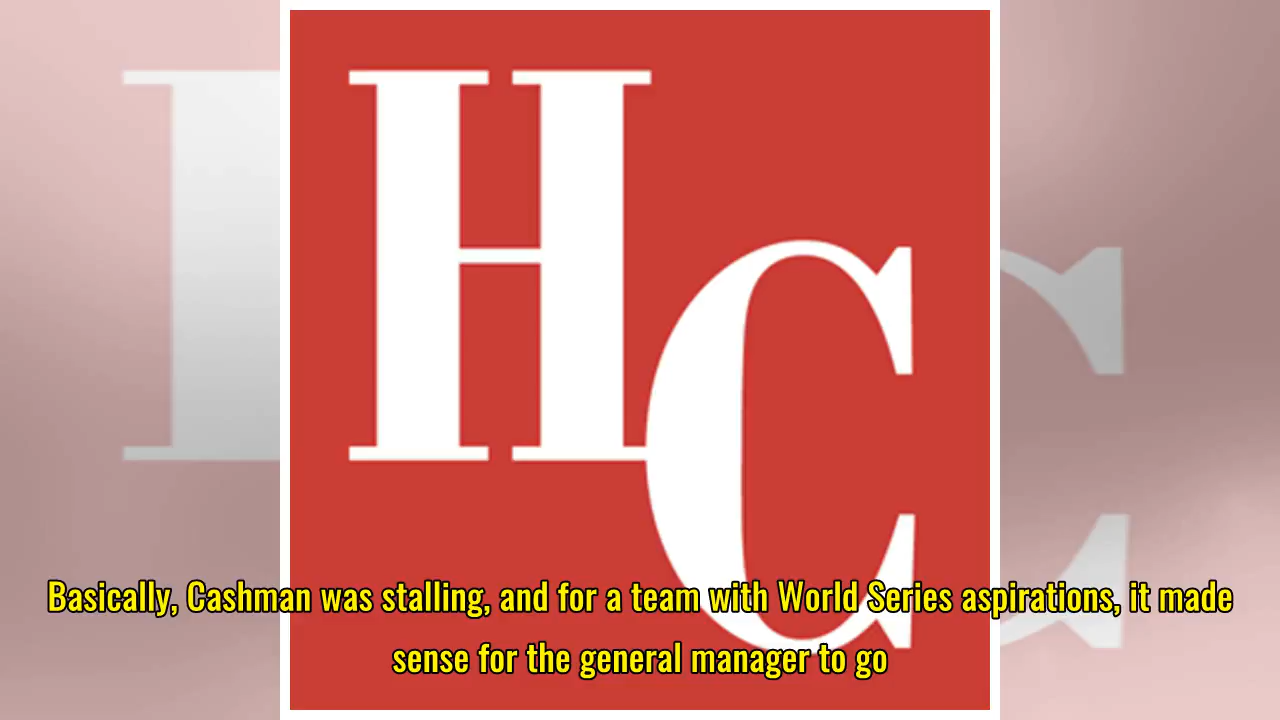 HC
Basically, Cashman was stalling, and for a team with World Series aspirations, it made
sense for the general manager to go